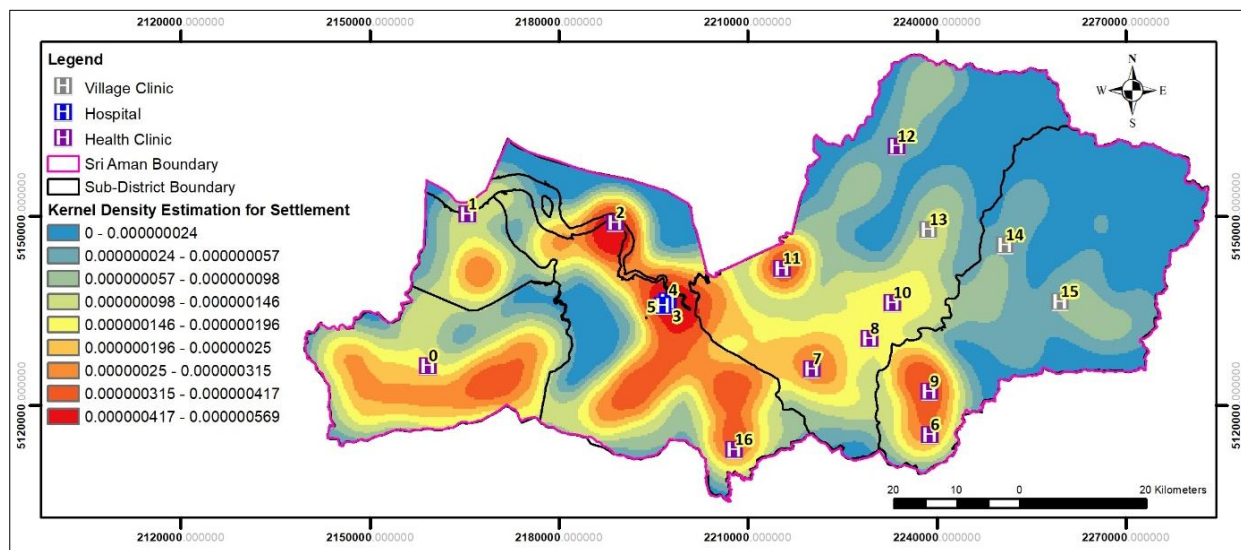 2120000.000000 2150000.000000 2180000.000000 2210000.000000 2240000.000000 2270000.000000
Legend
Village Clinic
Hospital
Health Clinic
Sri Aman Boundary
Sub-District Boundary
Kernel Density Estimation for Settlement
0 - 0.000000024
0.000000024 - 0.000000057
0.000000057 - 0.000000098
0.000000098 - 0.000000146
0.000000146 - 0.000000196
0.000000196 - 0.00000025
0.00000025 - 0.000000315
0.000000315 - 0.000000417
0.000000417 - 0.000000569
N
W E
S
5150000.000000
5120000.000000
5150000.000000
5120000.000000
12
1
2
13
14
11
15
4
5
3
10
8
0
7
9
6
16
20 10 0 20 Kilometers
2120000.000000 2150000.000000 2180000.000000 2210000.000000 2240000.000000 2270000.000000